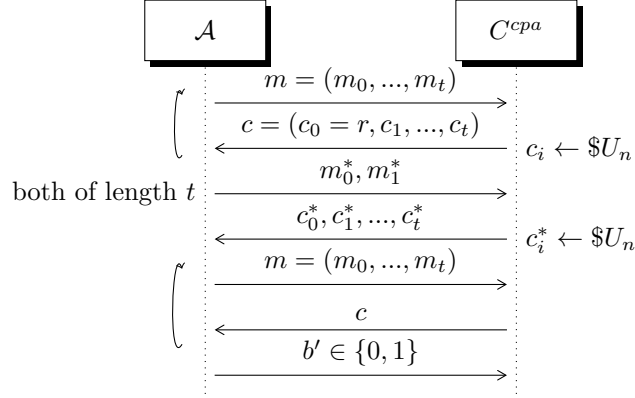 𝒜 C^{cpa}
m = (m_0, ..., m_t)
c = (c_0 = r, c_1, ..., c_t)
c_i ← $U_n
m_0^*, m_1^*
both of length t
c_0^*, c_1^*, ..., c_t^*
c_i^* ← $U_n
m = (m_0, ..., m_t)
c
b′ ∈ {0, 1}